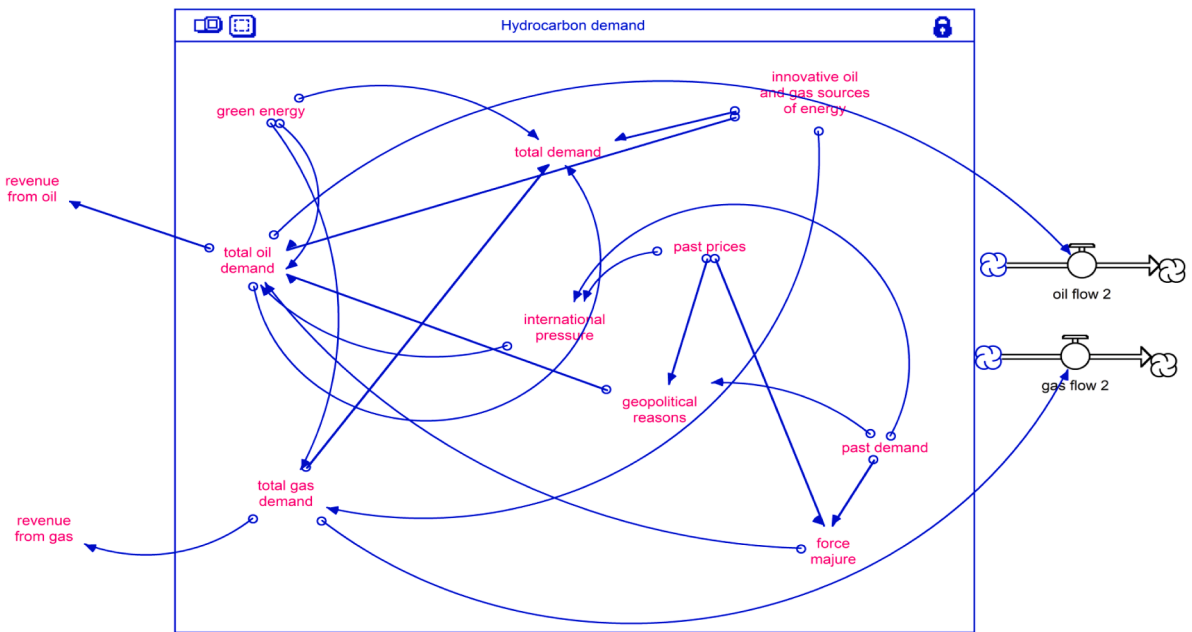 Hydrocarbon demand
innovative oil
and gas sources
of energy
green energy
total demand
revenue
from oil
total oil
demand
past prices
oil flow 2
international
pressure
gas flow 2
geopolitical
reasons
past demand
total gas
demand
revenue
from gas
force
majure